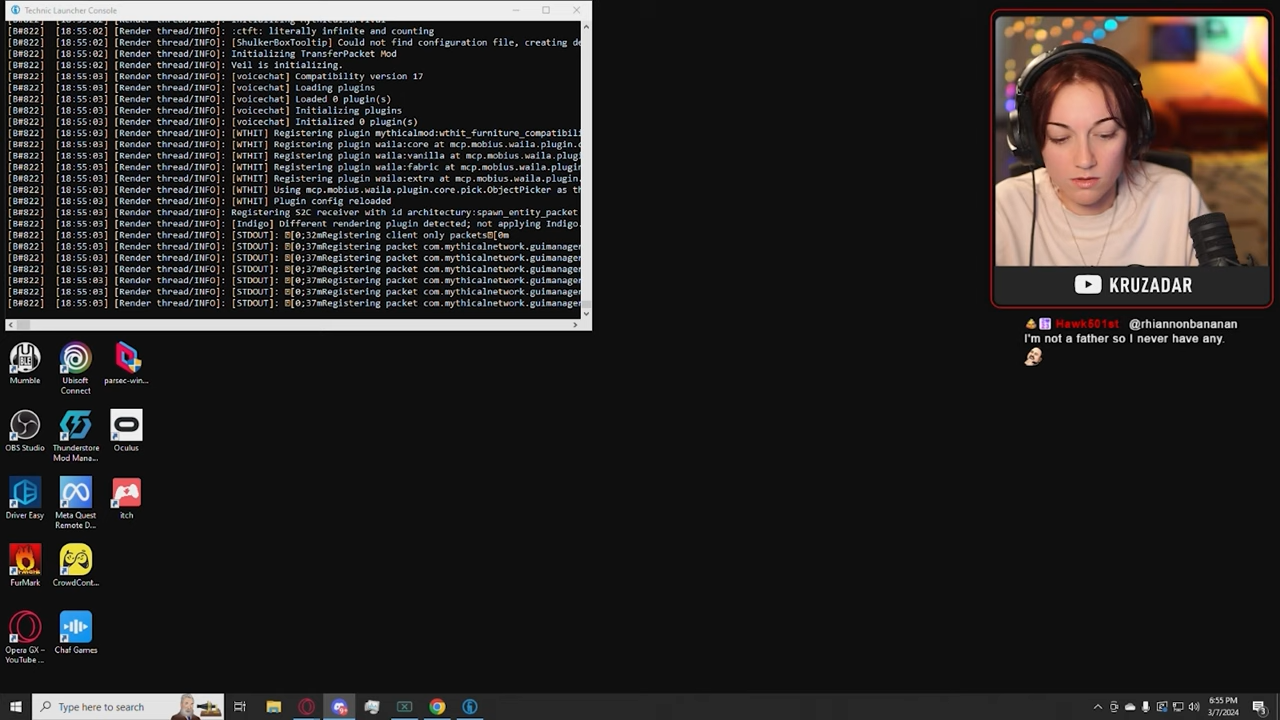 Technic Launcher Console
[B#822] [18:55:02] [Render thread/INFO]: :ctft: literally infinite and counting
[B#822] [18:55:02] [Render thread/INFO]: [ShulkerBoxTooltip] Could not find configuration file, creating de
[B#822] [18:55:02] [Render thread/INFO]: Initializing TransferPacket Mod
[B#822] [18:55:02] [Render thread/INFO]: Veil is initializing.
[B#822] [18:55:03] [Render thread/INFO]: [voicechat] Compatibility version 17
[B#822] [18:55:03] [Render thread/INFO]: [voicechat] Loading plugins
[B#822] [18:55:03] [Render thread/INFO]: [voicechat] Loaded 0 plugin(s)
[B#822] [18:55:03] [Render thread/INFO]: [voicechat] Initializing plugins
[B#822] [18:55:03] [Render thread/INFO]: [voicechat] Initialized 0 plugin(s)
[B#822] [18:55:03] [Render thread/INFO]: [WTHIT] Registering plugin mythicalmod:wthit_furniture_compatibili
[B#822] [18:55:03] [Render thread/INFO]: [WTHIT] Registering plugin waila:core at mcp.mobius.waila.plugin.c
[B#822] [18:55:03] [Render thread/INFO]: [WTHIT] Registering plugin waila:vanilla at mcp.mobius.waila.plug
[B#822] [18:55:03] [Render thread/INFO]: [WTHIT] Registering plugin waila:fabric at mcp.mobius.waila.plugi
[B#822] [18:55:03] [Render thread/INFO]: [WTHIT] Registering plugin waila:extra at mcp.mobius.waila.plugin
[B#822] [18:55:03] [Render thread/INFO]: [WTHIT] Using mcp.mobius.waila.plugin.core.pick.ObjectPicker as th
[B#822] [18:55:03] [Render thread/INFO]: [WTHIT] Plugin config reloaded
[B#822] [18:55:03] [Render thread/INFO]: Registering S2C receiver with id architectury:spawn_entity_packet
[B#822] [18:55:03] [Render thread/INFO]: [Indigo] Different rendering plugin detected; not applying Indigo.
[B#822] [18:55:03] [Render thread/INFO]: [STDOUT]: [0;32mRegistering client only packets[0m
[B#822] [18:55:03] [Render thread/INFO]: [STDOUT]: [0;37mRegistering packet com.mythicalnetwork.guimanager
[B#822] [18:55:03] [Render thread/INFO]: [STDOUT]: [0;37mRegistering packet com.mythicalnetwork.guimanager
[B#822] [18:55:03] [Render thread/INFO]: [STDOUT]: [0;37mRegistering packet com.mythicalnetwork.guimanager
[B#822] [18:55:03] [Render thread/INFO]: [STDOUT]: [0;37mRegistering packet com.mythicalnetwork.guimanager
[B#822] [18:55:03] [Render thread/INFO]: [STDOUT]: [0;37mRegistering packet com.mythicalnetwork.guimanager
[B#822] [18:55:03] [Render thread/INFO]: [STDOUT]: [0;37mRegistering packet com.mythicalnetwork.guimanager
KRUZADAR
Hawk501st @rhiannonbananan
I'm not a father so I never have any.
Mumble
Ubisoft
Connect
parsec-win...
OBS Studio
Thunderstore
Mod Mana...
Oculus
Driver Easy
Meta Quest
Remote D...
itch
FurMark
CrowdCont...
Opera GX –
YouTube ...
Chaf Games
Type here to search
6:55 PM
3/7/2024